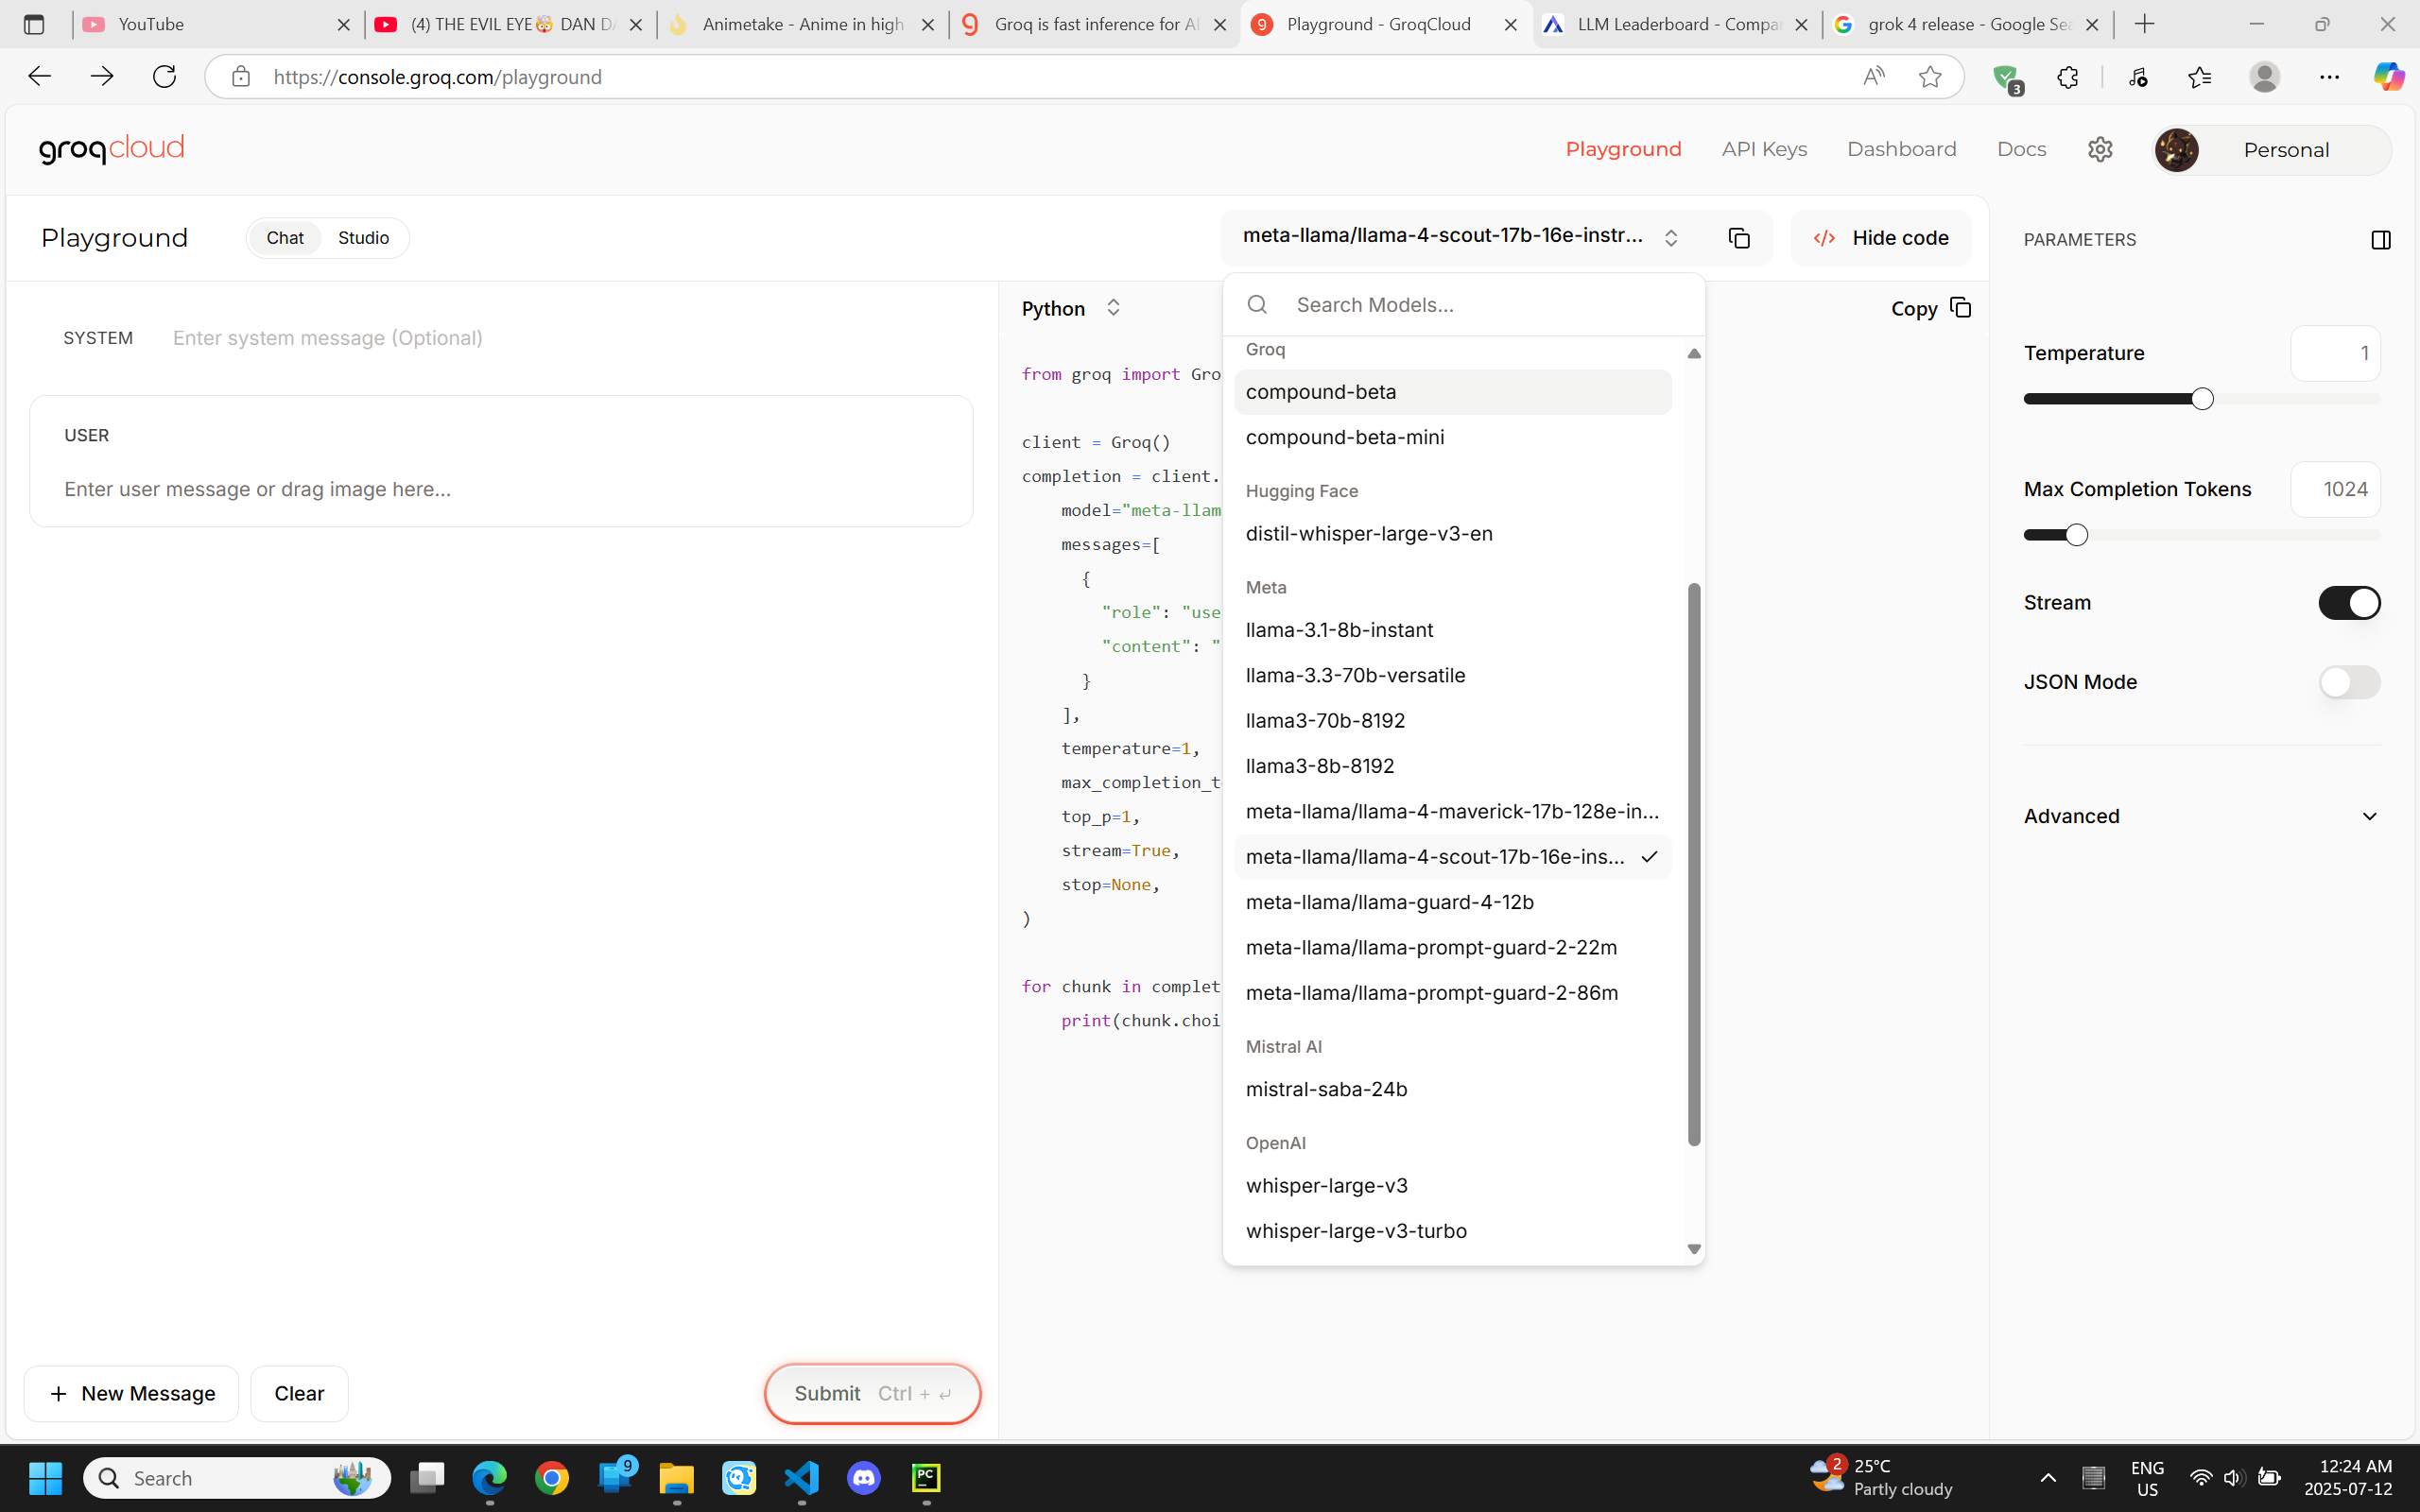 YouTube
(4) THE EVIL EYE🤯 DAN DA
Animetake - Anime in high
Groq is fast inference for AI
Playground - GroqCloud
LLM Leaderboard - Compa
grok 4 release - Google Sea
https://console.groq.com/playground
3
groqcloud
Playground
API Keys
Dashboard
Docs
Personal
Playground
Chat
Studio
meta-llama/llama-4-scout-17b-16e-instr...
Hide code
PARAMETERS
SYSTEM
Enter system message (Optional)
USER
Enter user message or drag image here...
Python
Copy
from groq import Gro
client = Groq()
completion = client.
model="meta-llam
messages=[
{
"role": "use
"content": "
}
],
temperature=1,
max_completion_t
top_p=1,
stream=True,
stop=None,
)
for chunk in complet
print(chunk.choi
Search Models...
Groq
compound-beta
compound-beta-mini
Hugging Face
distil-whisper-large-v3-en
Meta
llama-3.1-8b-instant
llama-3.3-70b-versatile
llama3-70b-8192
llama3-8b-8192
meta-llama/llama-4-maverick-17b-128e-in...
meta-llama/llama-4-scout-17b-16e-ins...
meta-llama/llama-guard-4-12b
meta-llama/llama-prompt-guard-2-22m
meta-llama/llama-prompt-guard-2-86m
Mistral AI
mistral-saba-24b
OpenAI
whisper-large-v3
whisper-large-v3-turbo
Temperature
1
Max Completion Tokens
1024
Stream
JSON Mode
Advanced
+ New Message
Clear
Submit Ctrl + ↵
Search
9
PC
2
25°C
Partly cloudy
ENG
US
12:24 AM
2025-07-12